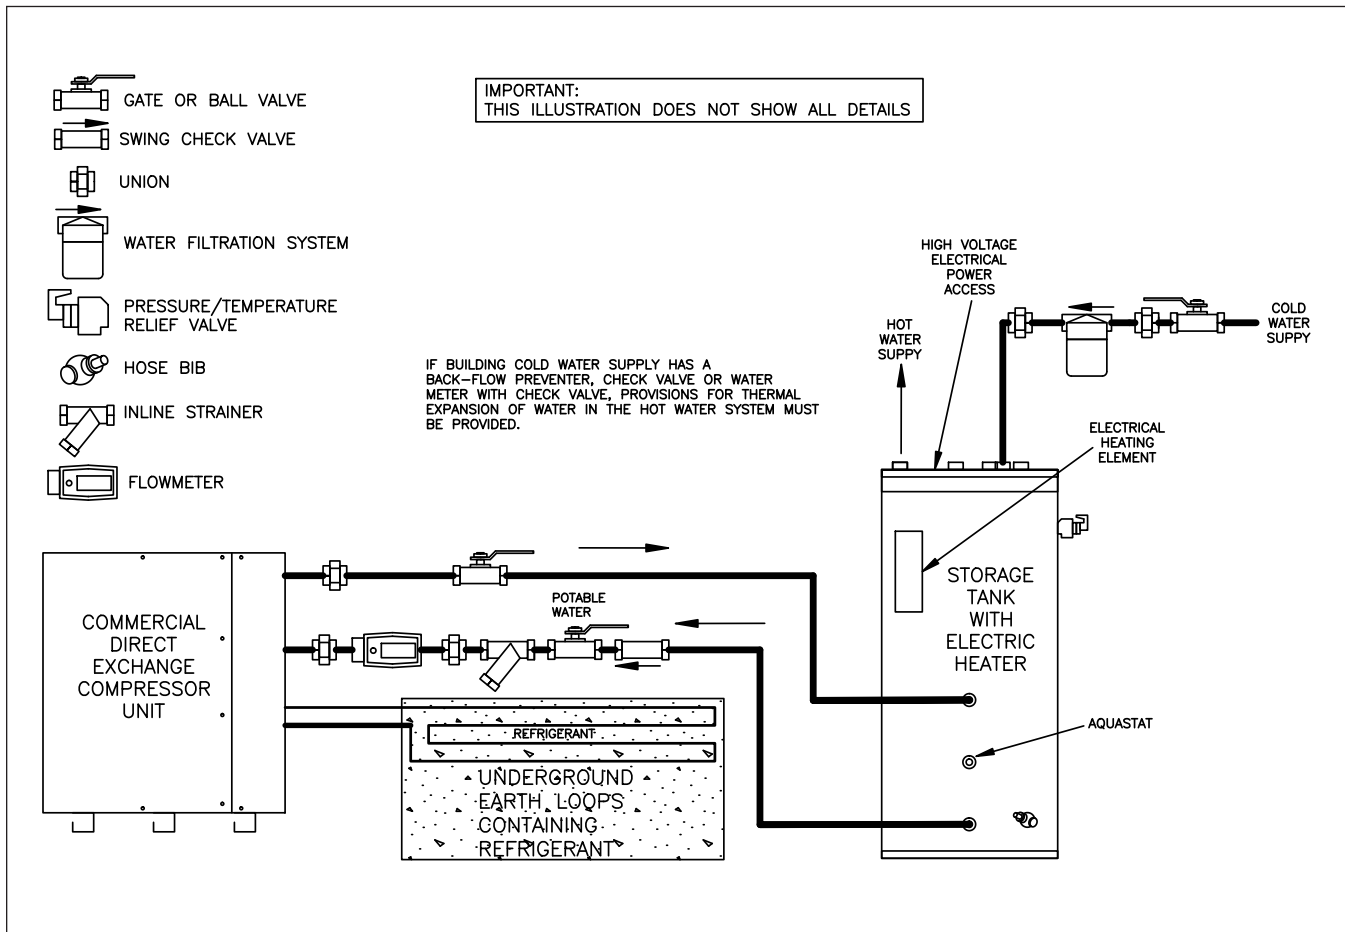 GATE OR BALL VALVE
SWING CHECK VALVE
UNION
WATER FILTRATION SYSTEM
PRESSURE/TEMPERATURE
RELIEF VALVE
HOSE BIB
INLINE STRAINER
FLOWMETER
IMPORTANT:
THIS ILLUSTRATION DOES NOT SHOW ALL DETAILS
IF BUILDING COLD WATER SUPPLY HAS A
BACK-FLOW PREVENTER, CHECK VALVE OR WATER
METER WITH CHECK VALVE, PROVISIONS FOR THERMAL
EXPANSION OF WATER IN THE HOT WATER SYSTEM MUST
BE PROVIDED.
HIGH VOLTAGE
ELECTRICAL
POWER
ACCESS
HOT
WATER
SUPPY
COLD
WATER
SUPPY
ELECTRICAL
HEATING
ELEMENT
STORAGE
TANK
WITH
ELECTRIC
HEATER
AQUASTAT
POTABLE
WATER
COMMERCIAL
DIRECT
EXCHANGE
COMPRESSOR
UNIT
REFRIGERANT
UNDERGROUND
EARTH LOOPS
CONTAINING
REFRIGERANT